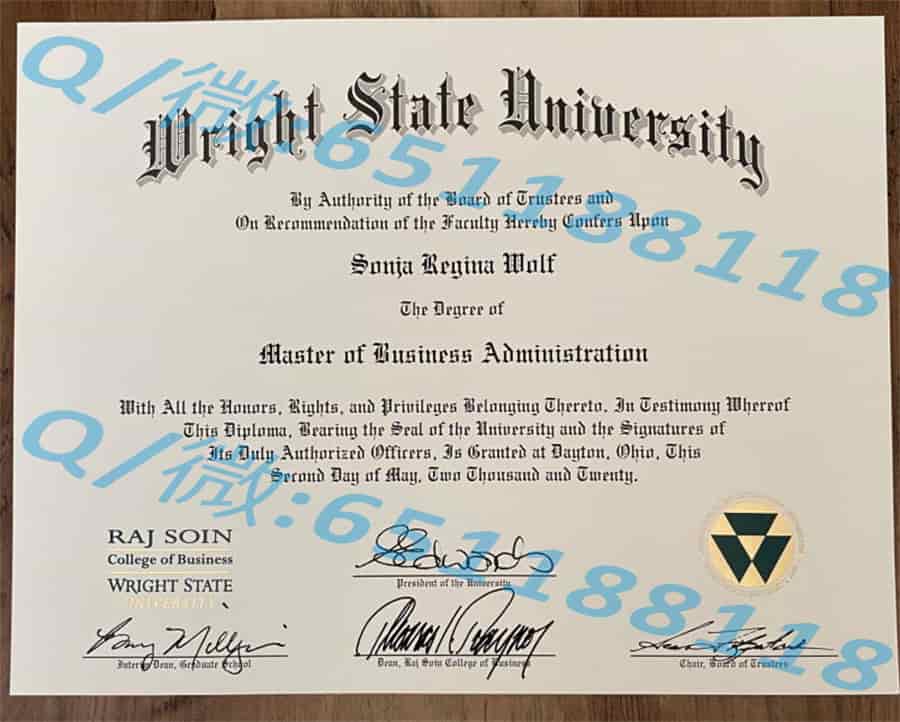 Q/微:65118118
Wright State University
By Authority of the Board of Trustees and
On Recommendation of the Faculty Hereby Confers Upon
Sonja Regina Wolf
The Degree of
Master of Business Administration
With All the Honors, Rights, and Privileges Belonging Thereto. In Testimony Whereof
This Diploma, Bearing the Seal of the University and the Signatures of
Its Duly Authorized Officers, Is Granted at Dayton, Ohio, This
Second Day of May, Two Thousand and Twenty.
Q/微:65118118
RAJ SOIN
College of Business
WRIGHT STATE
UNIVERSITY
President of the University
Interim Dean, Graduate School
Dean, Raj Soin College of Business
Chair, Board of Trustees